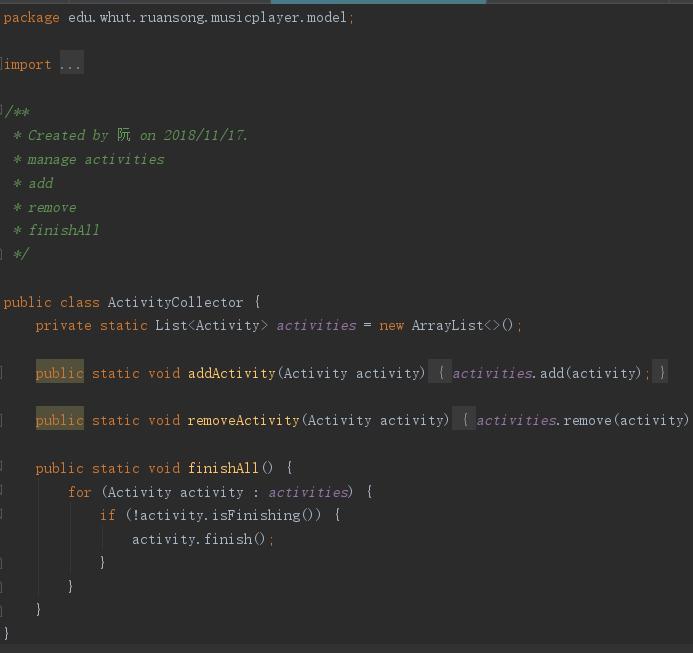 package edu.whut.ruansong.musicplayer.model;
import ...
/**
* Created by 阮 on 2018/11/17.
* manage activities
* add
* remove
* finishAll
*/
public class ActivityCollector {
private static List<Activity> activities = new ArrayList<>();
public static void addActivity(Activity activity) { activities.add(activity); }
public static void removeActivity(Activity activity) { activities.remove(activity)
public static void finishAll() {
for (Activity activity : activities) {
if (!activity.isFinishing()) {
activity.finish();
}
}
}
}